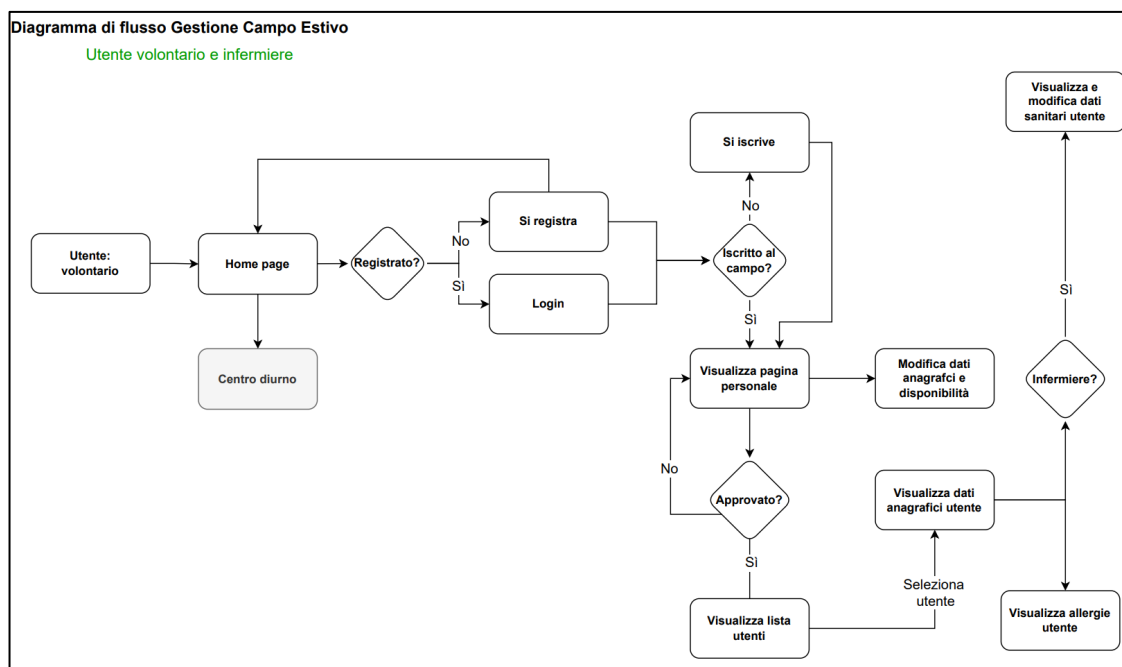 Diagramma di flusso Gestione Campo Estivo
Utente volontario e infermiere
Visualizza e
modifica dati
sanitari utente
Si iscrive
No
Si registra
No
Utente:
volontario
Home page
Registrato?
Iscritto al
campo?
Sì
Login
Sì
Sì
Centro diurno
Visualizza pagina
personale
Modifica dati
anagrafci e
disponibilità
Infermiere?
No
Approvato?
Visualizza dati
anagrafici utente
Sì
Seleziona
utente
Visualizza lista
utenti
Visualizza allergie
utente